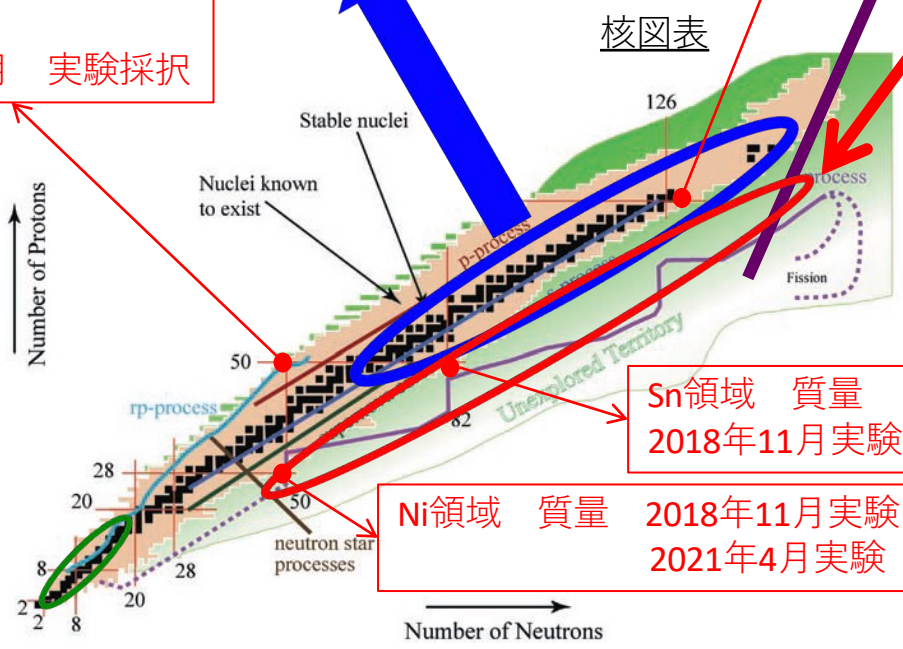 核図表
実験採択
126
Stable nuclei
Nuclei known
to exist
process
p-process
s-process
Fission
Number of Protons
50
Unexplored Territory
rp-process
82
Sn領域 質量
2018年11月実験
28
20
50
Ni領域 質量 2018年11月実験
2021年4月実験
neutron star
processes
28
8
20
2
2
8
Number of Neutrons